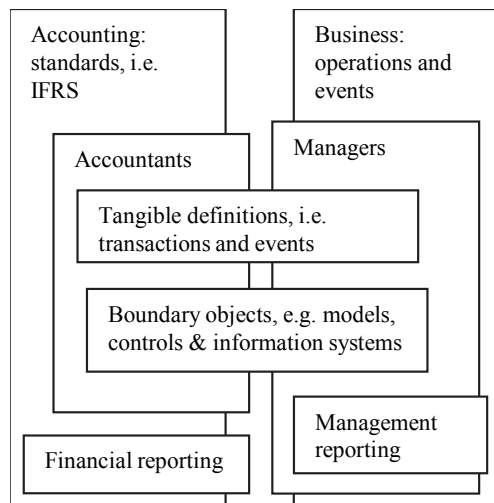 Accounting:
standards, i.e.
IFRS
Business:
operations and
events
Accountants
Managers
Tangible definitions, i.e.
transactions and events
Boundary objects, e.g. models,
controls & information systems
Management
reporting
Financial reporting